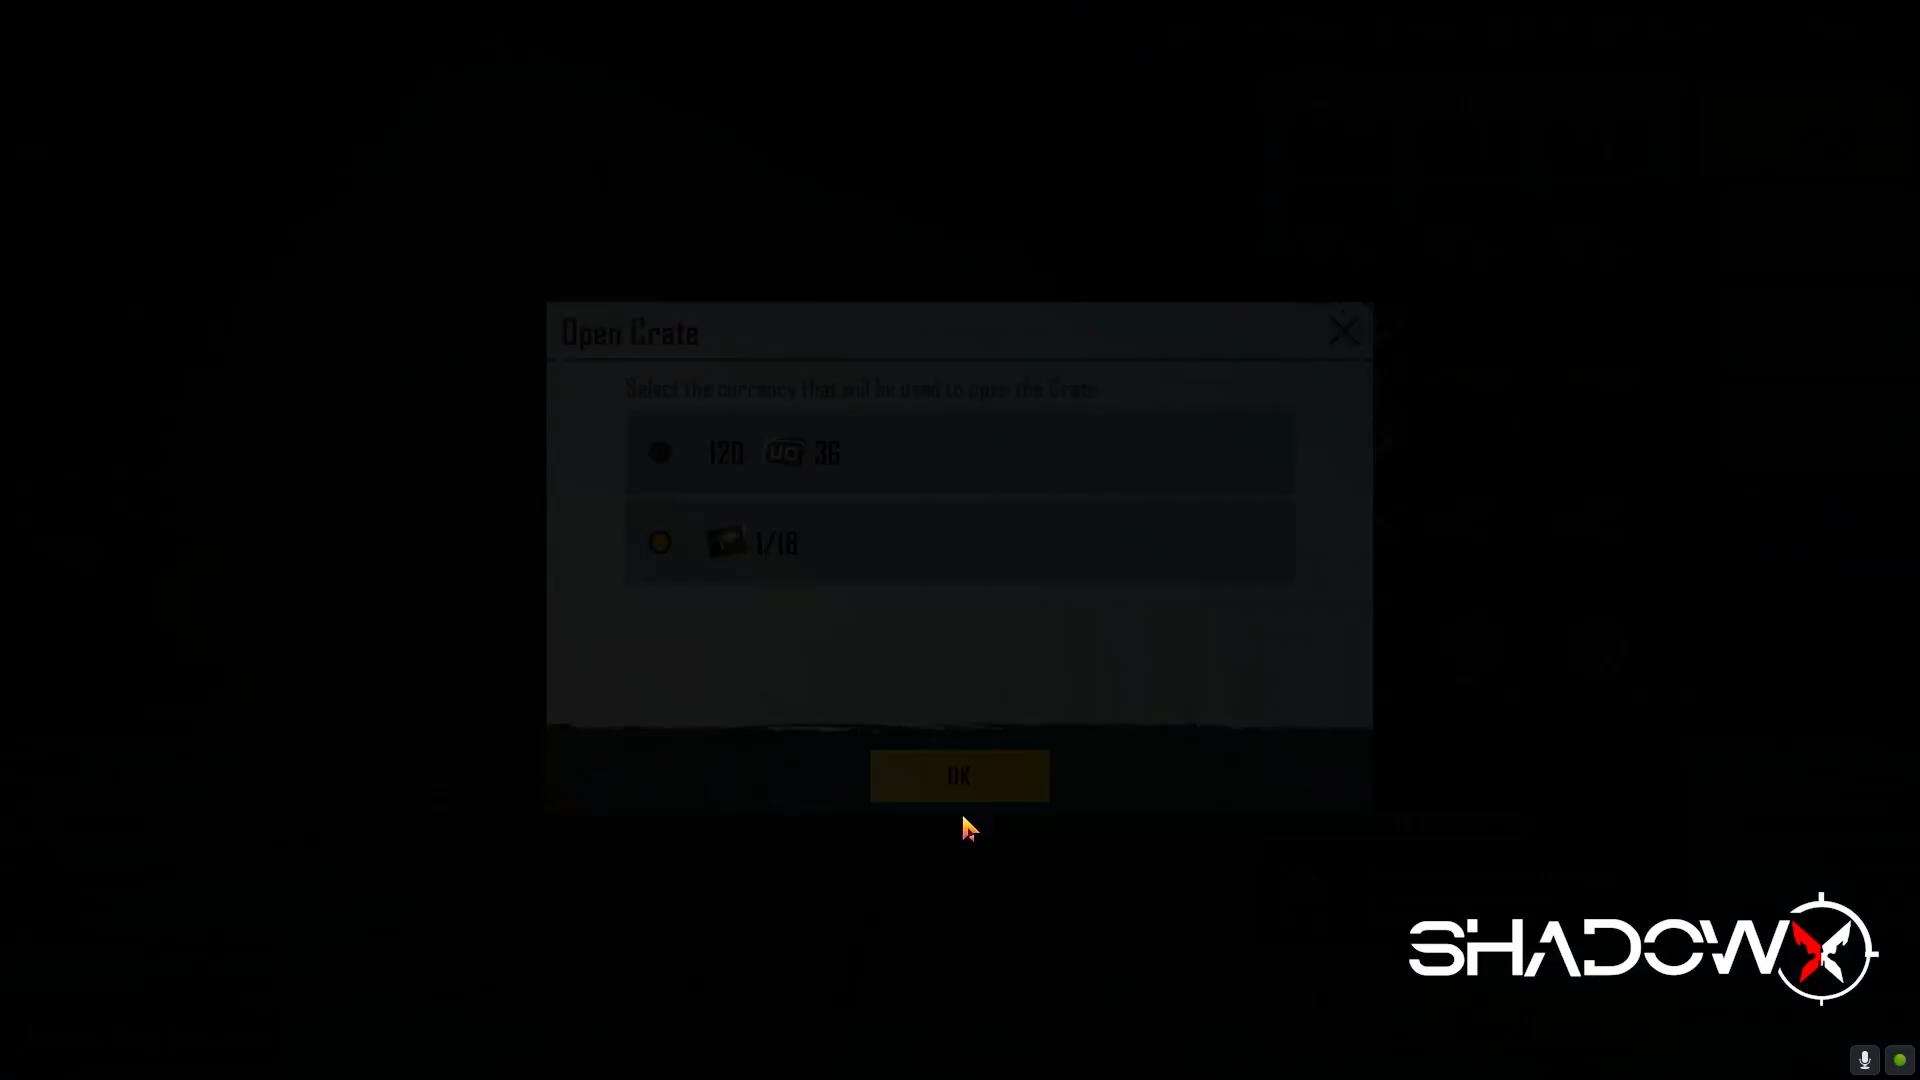 Open Crate
Select the currency that will be used to open the Crate
120 UC 36
1/18
OK
SHADOWX